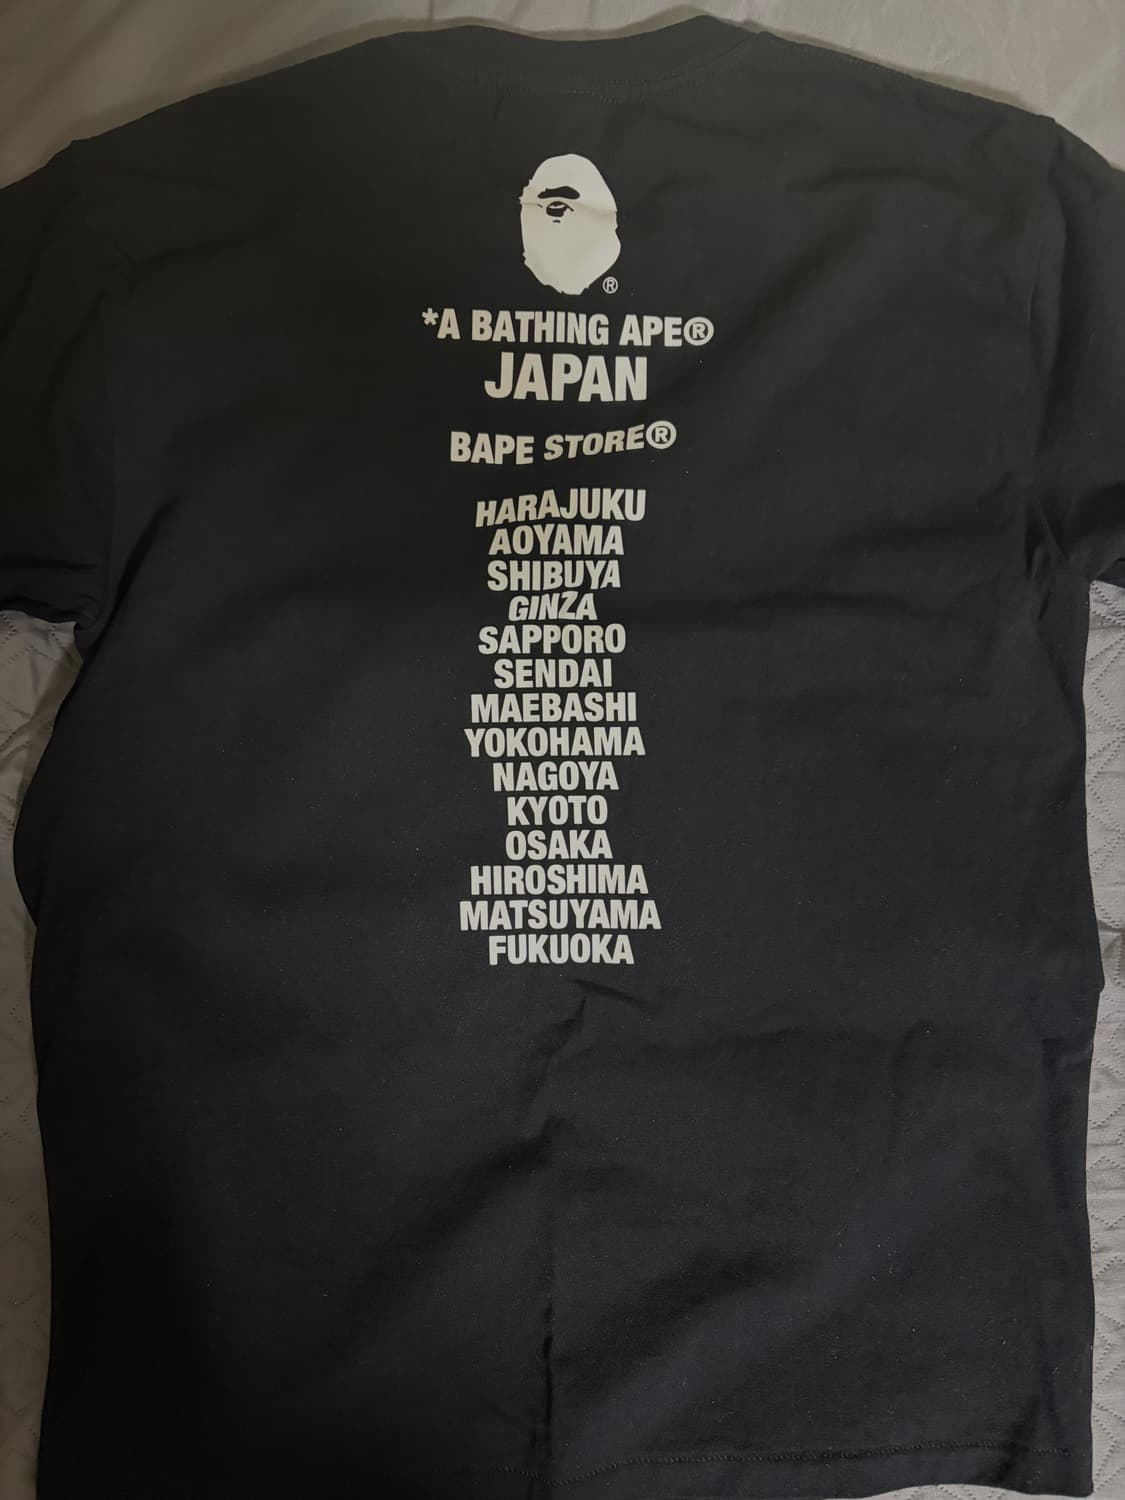 ®
*A BATHING APE®
JAPAN
BAPE STORE®
HARAJUKU
AOYAMA
SHIBUYA
GINZA
SAPPORO
SENDAI
MAEBASHI
YOKOHAMA
NAGOYA
KYOTO
OSAKA
HIROSHIMA
MATSUYAMA
FUKUOKA